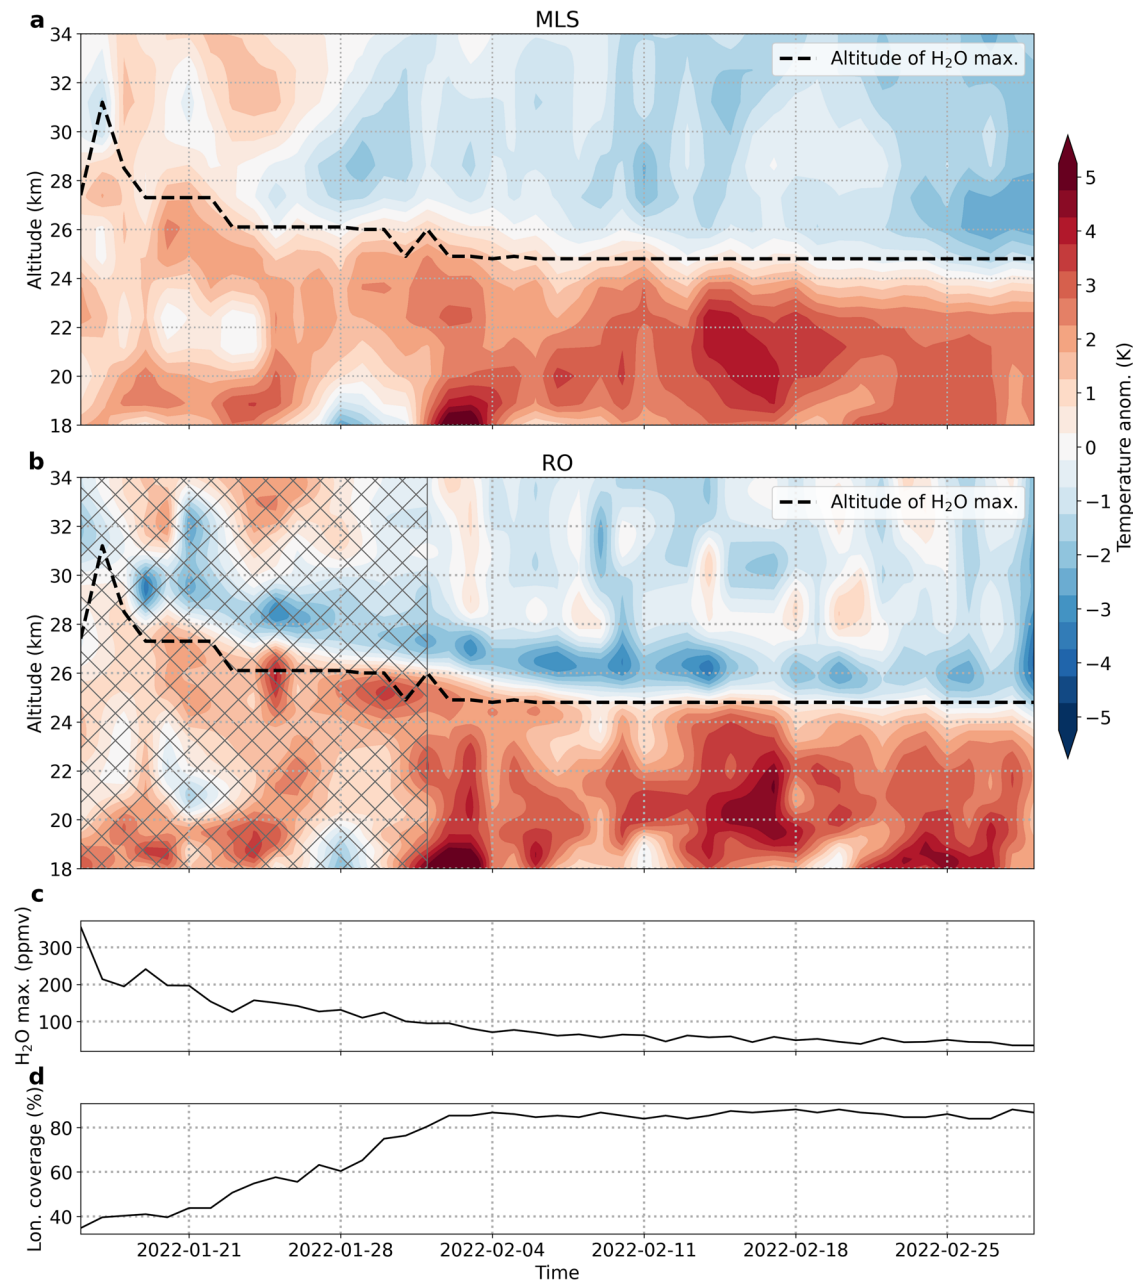 a
MLS
34
32
30
28
26
24
22
20
18
Altitude (km)
Altitude of H₂O max.
b
RO
34
32
30
28
26
24
22
20
18
Altitude (km)
Altitude of H₂O max.
5
4
3
2
1
0
−1
−2
−3
−4
−5
Temperature anom. (K)
c
300
200
100
H₂O max. (ppmv)
d
80
60
40
Lon. coverage (%)
2022-01-21
2022-01-28
2022-02-04
2022-02-11
2022-02-18
2022-02-25
Time